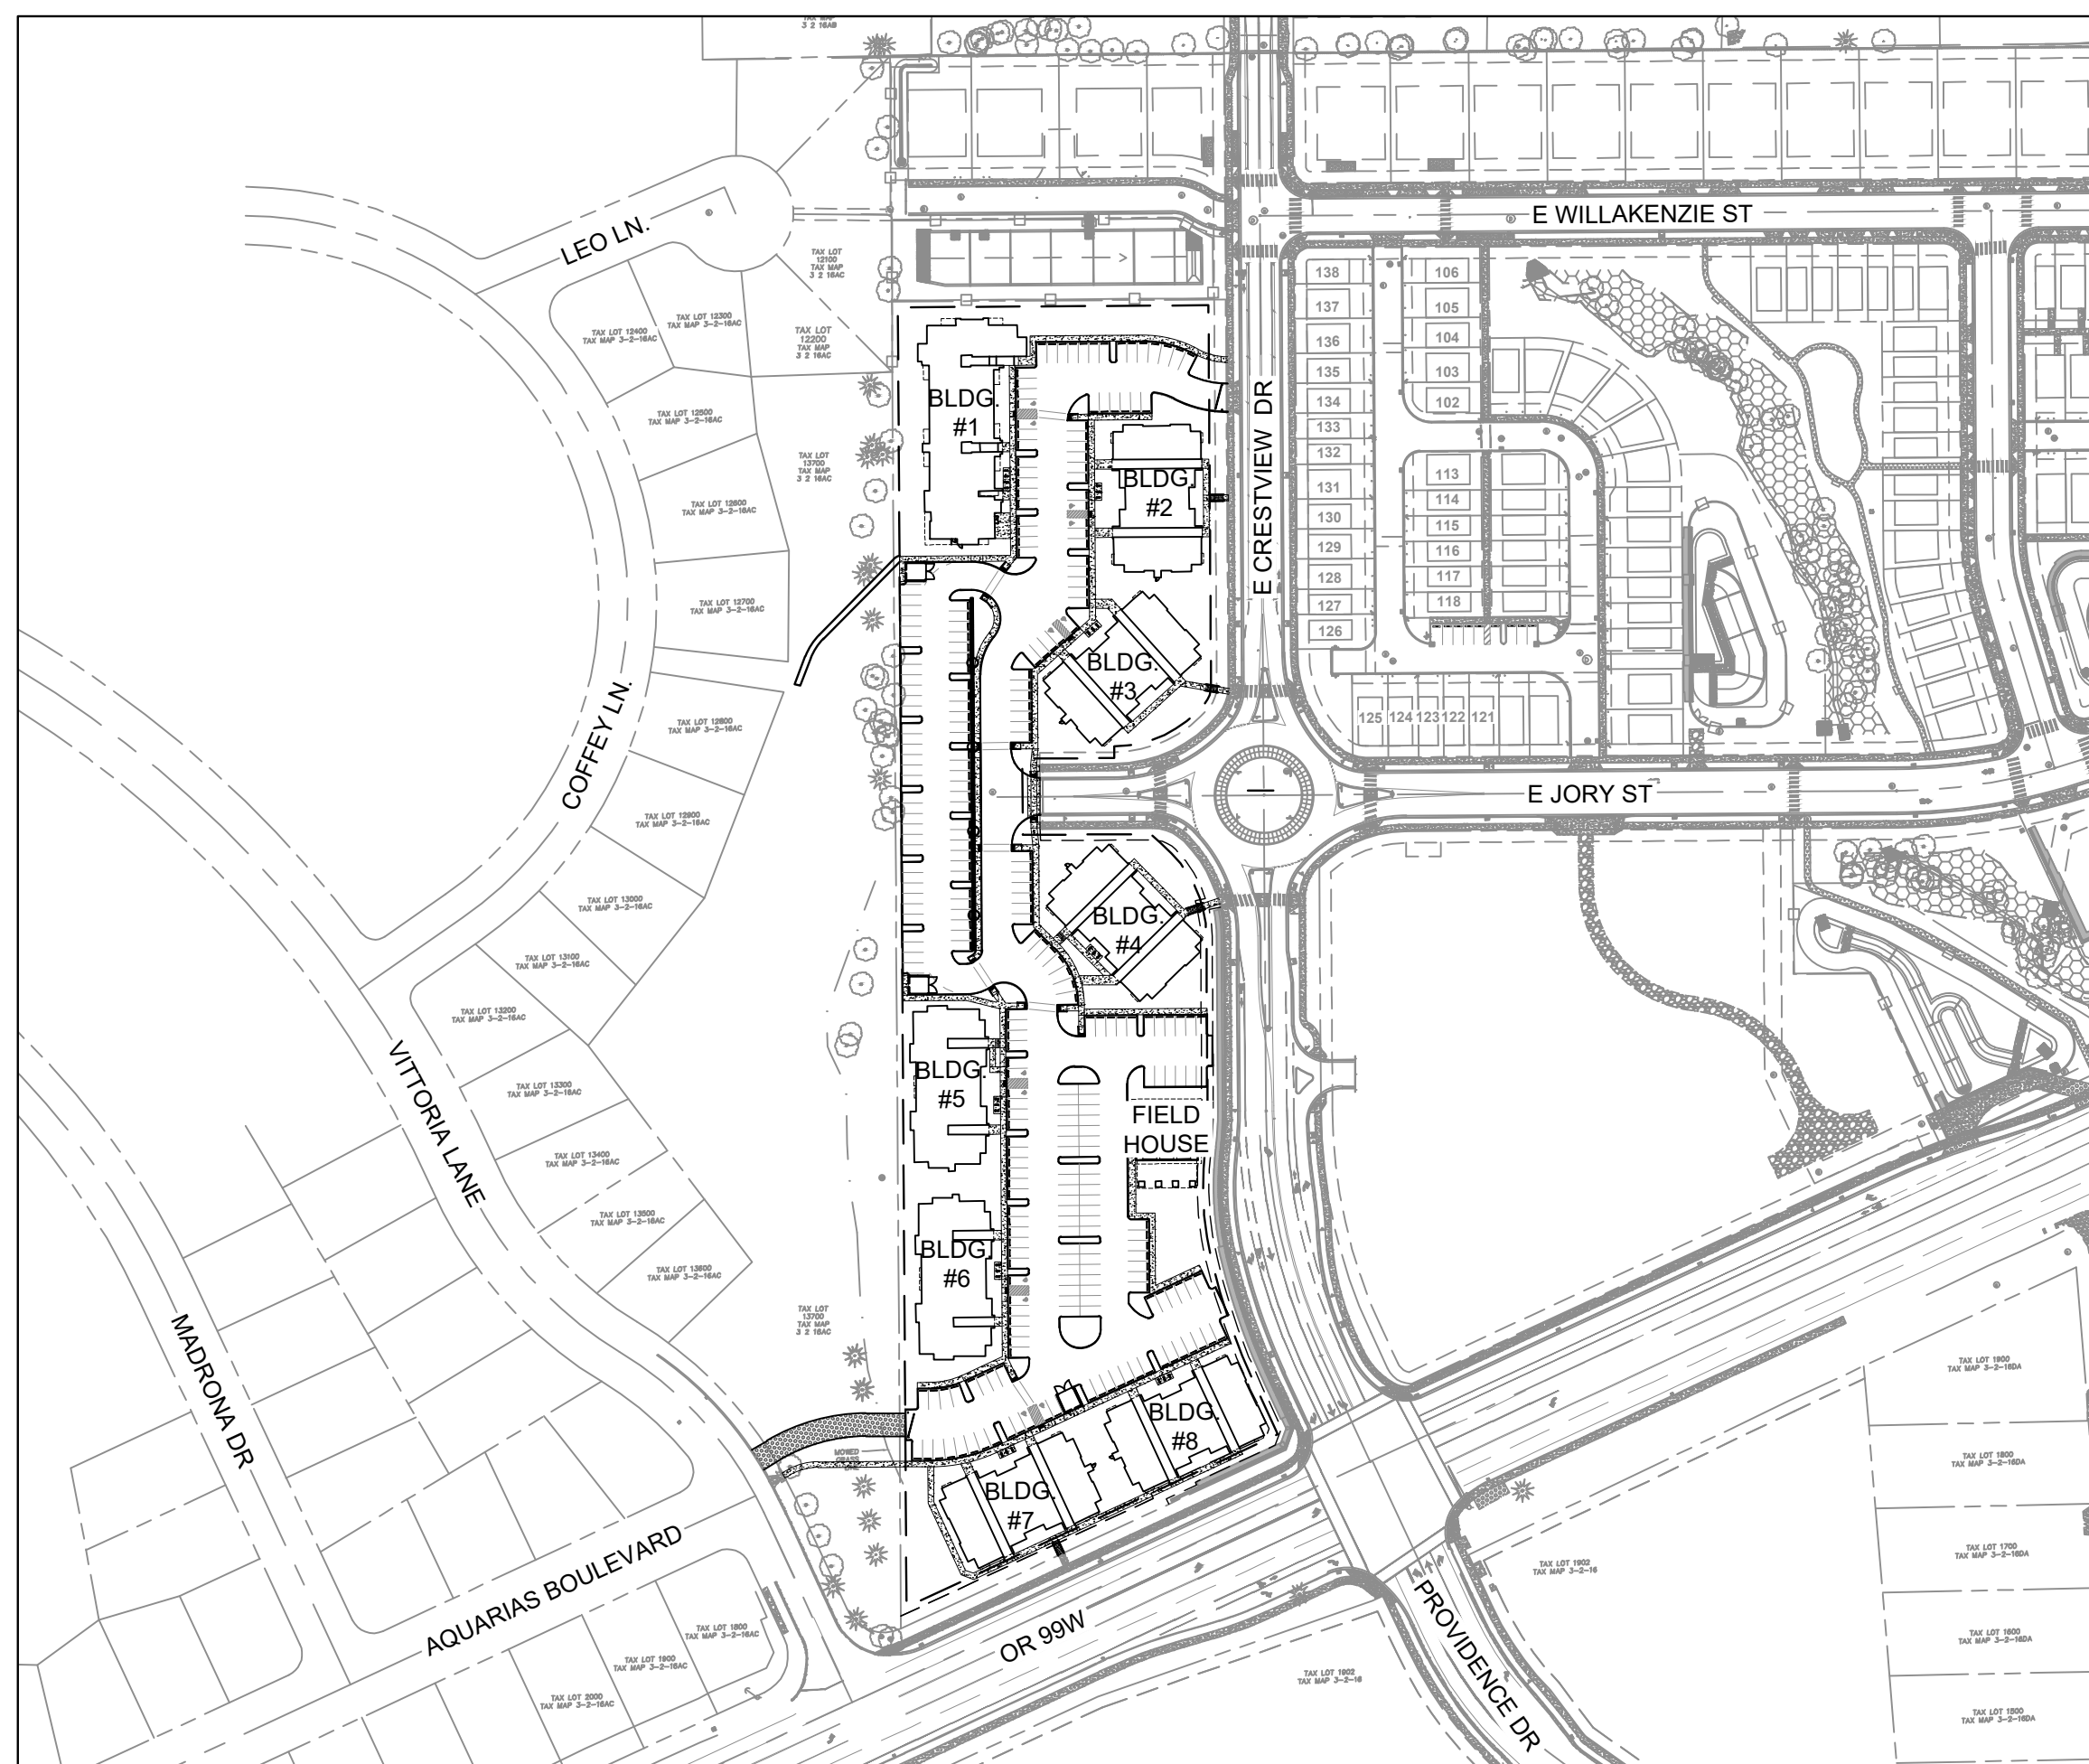 3 2 16AB
E WILLAKENZIE ST
LEO LN.
TAX LOT
12100
TAX MAP
3 2 16AC
138
106
137
105
136
104
135
103
134
102
133
132
131
130
129
128
127
126
113
114
115
116
117
118
125 124 123 122 121
TAX LOT 12300
TAX MAP 3-2-16AC
TAX LOT 12400
TAX MAP 3-2-16AC
TAX LOT
12200
TAX MAP
3 2 16AC
TAX LOT 12500
TAX MAP 3-2-16AC
TAX LOT
13700
TAX MAP
3 2 16AC
TAX LOT 12600
TAX MAP 3-2-16AC
TAX LOT 12700
TAX MAP 3-2-16AC
TAX LOT 12800
TAX MAP 3-2-16AC
TAX LOT 12900
TAX MAP 3-2-16AC
TAX LOT 13000
TAX MAP 3-2-16AC
TAX LOT 13100
TAX MAP 3-2-16AC
TAX LOT 13200
TAX MAP 3-2-16AC
TAX LOT 13300
TAX MAP 3-2-16AC
TAX LOT 13400
TAX MAP 3-2-16AC
TAX LOT 13500
TAX MAP 3-2-16AC
TAX LOT 13600
TAX MAP 3-2-16AC
TAX LOT
13700
TAX MAP
3 2 16AC
BLDG.
#1
BLDG.
#2
BLDG.
#3
BLDG.
#4
BLDG.
#5
FIELD
HOUSE
BLDG.
#6
BLDG.
#7
BLDG.
#8
E CRESTVIEW DR
E JORY ST
COFFEY LN.
VITTORIA LANE
MADRONA DR
AQUARIAS BOULEVARD
OR 99W
PROVIDENCE DR
MOWED
GRASS
TAX LOT 1800
TAX MAP 3-2-16AC
TAX LOT 1900
TAX MAP 3-2-16AC
TAX LOT 2000
TAX MAP 3-2-16AC
TAX LOT 1902
TAX MAP 3-2-16
TAX LOT 1902
TAX MAP 3-2-16
TAX LOT 1900
TAX MAP 3-2-16DA
TAX LOT 1800
TAX MAP 3-2-16DA
TAX LOT 1700
TAX MAP 3-2-16DA
TAX LOT 1600
TAX MAP 3-2-16DA
TAX LOT 1500
TAX MAP 3-2-16DA